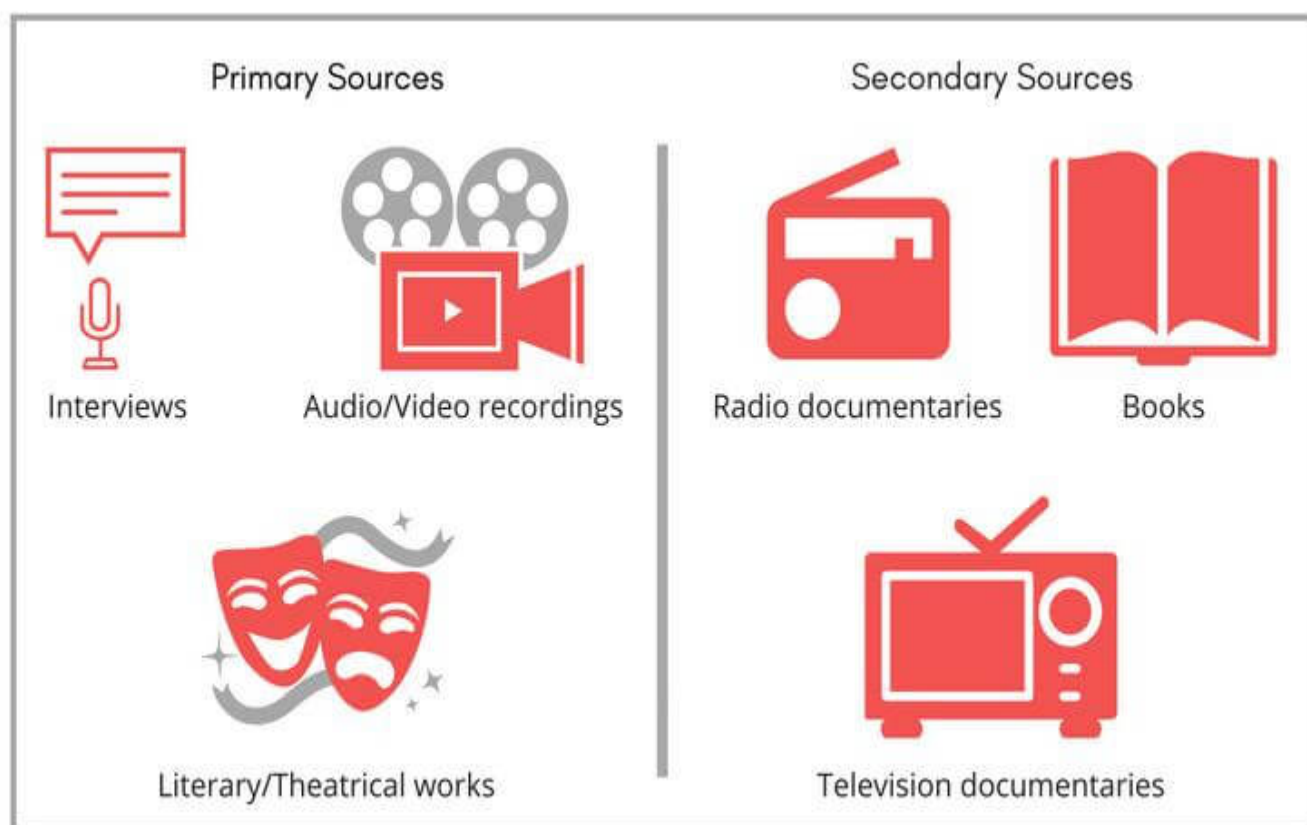 Primary Sources
Interviews
Audio/Video recordings
Literary/Theatrical works
Secondary Sources
Radio documentaries
Books
Television documentaries